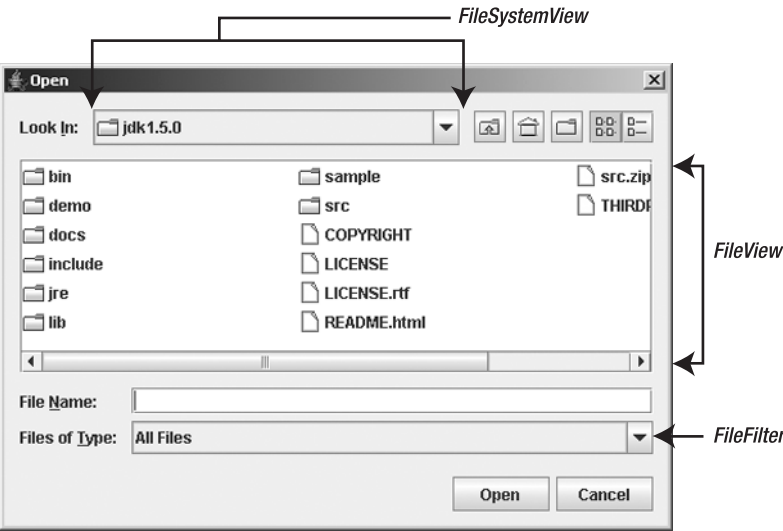 FileSystemView
Open
Look In: jdk1.5.0
bin sample src.zip
demo src
docs COPYRIGHT
include LICENSE
FileView
jre LICENSE.rtf
lib README.html
File Name:
Files of Type: All Files
FileFilter
Open Cancel